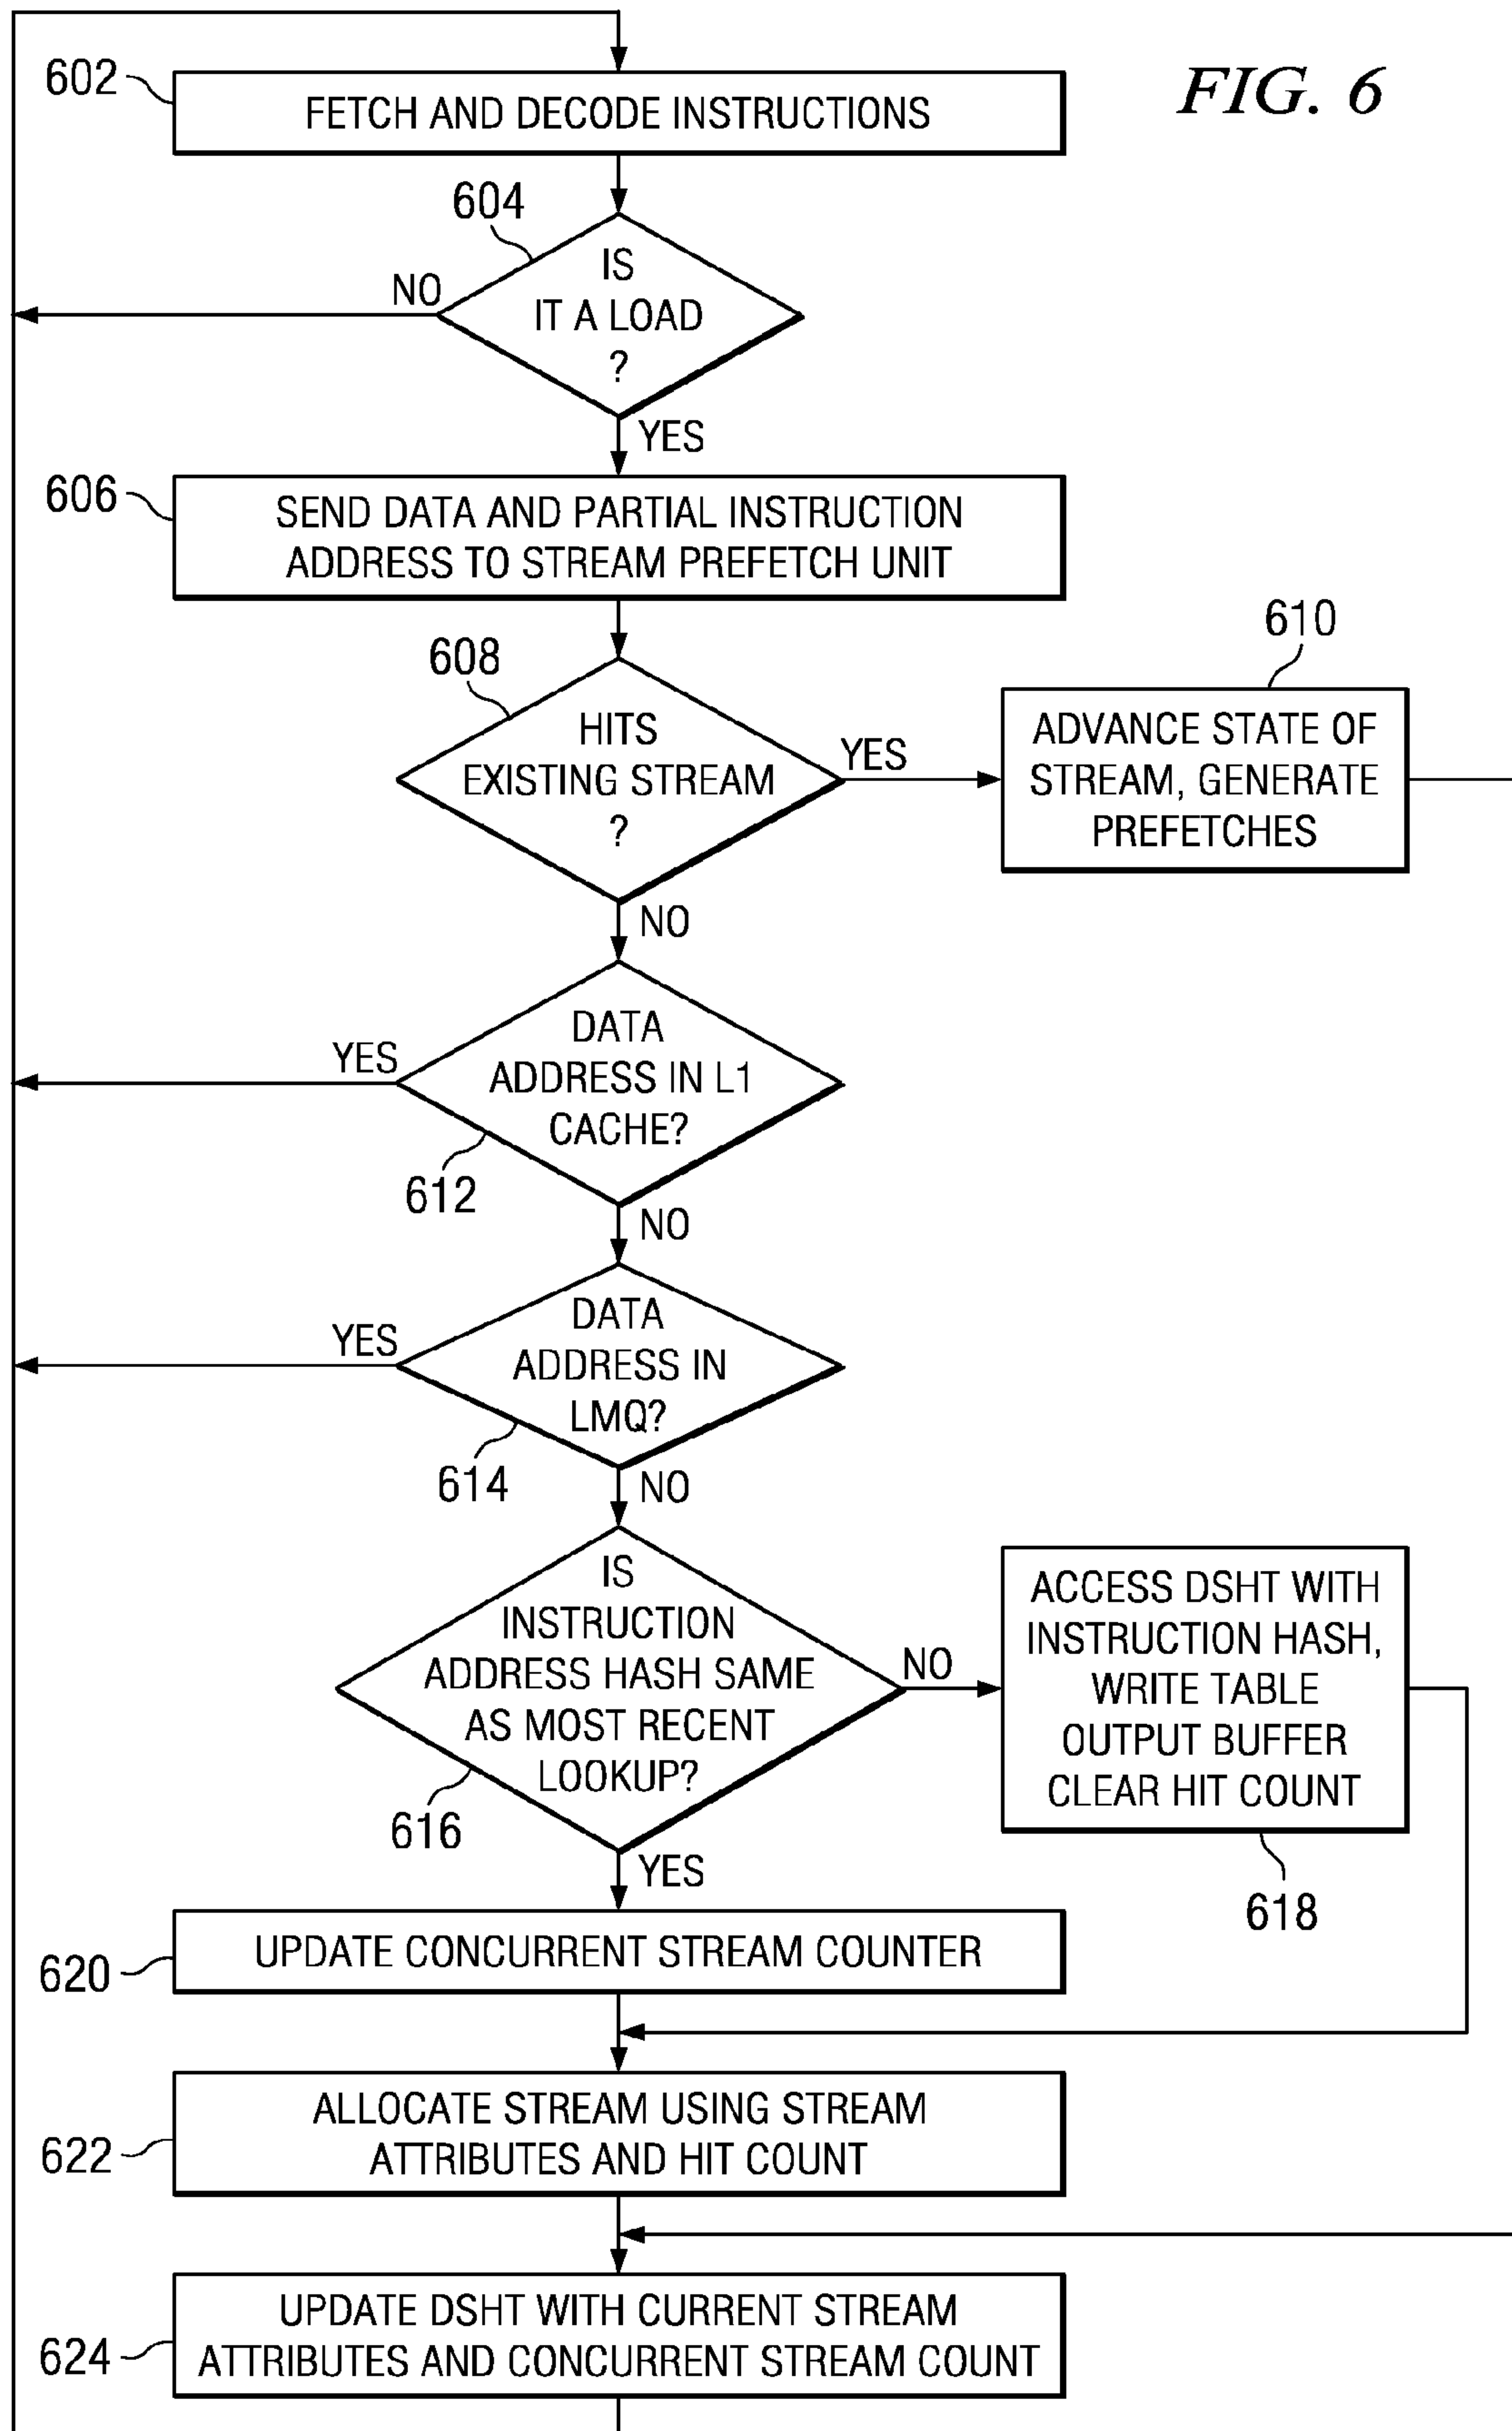 FIG. 6
602
FETCH AND DECODE INSTRUCTIONS
604
IS
IT A LOAD
?
NO
YES
606
SEND DATA AND PARTIAL INSTRUCTION
ADDRESS TO STREAM PREFETCH UNIT
608
HITS
EXISTING STREAM
?
YES
610
ADVANCE STATE OF
STREAM, GENERATE
PREFETCHES
NO
DATA
ADDRESS IN L1
CACHE?
YES
612
NO
DATA
ADDRESS IN
LMQ?
YES
614
NO
IS
INSTRUCTION
ADDRESS HASH SAME
AS MOST RECENT
LOOKUP?
NO
616
ACCESS DSHT WITH
INSTRUCTION HASH,
WRITE TABLE
OUTPUT BUFFER
CLEAR HIT COUNT
618
YES
620
UPDATE CONCURRENT STREAM COUNTER
622
ALLOCATE STREAM USING STREAM
ATTRIBUTES AND HIT COUNT
624
UPDATE DSHT WITH CURRENT STREAM
ATTRIBUTES AND CONCURRENT STREAM COUNT